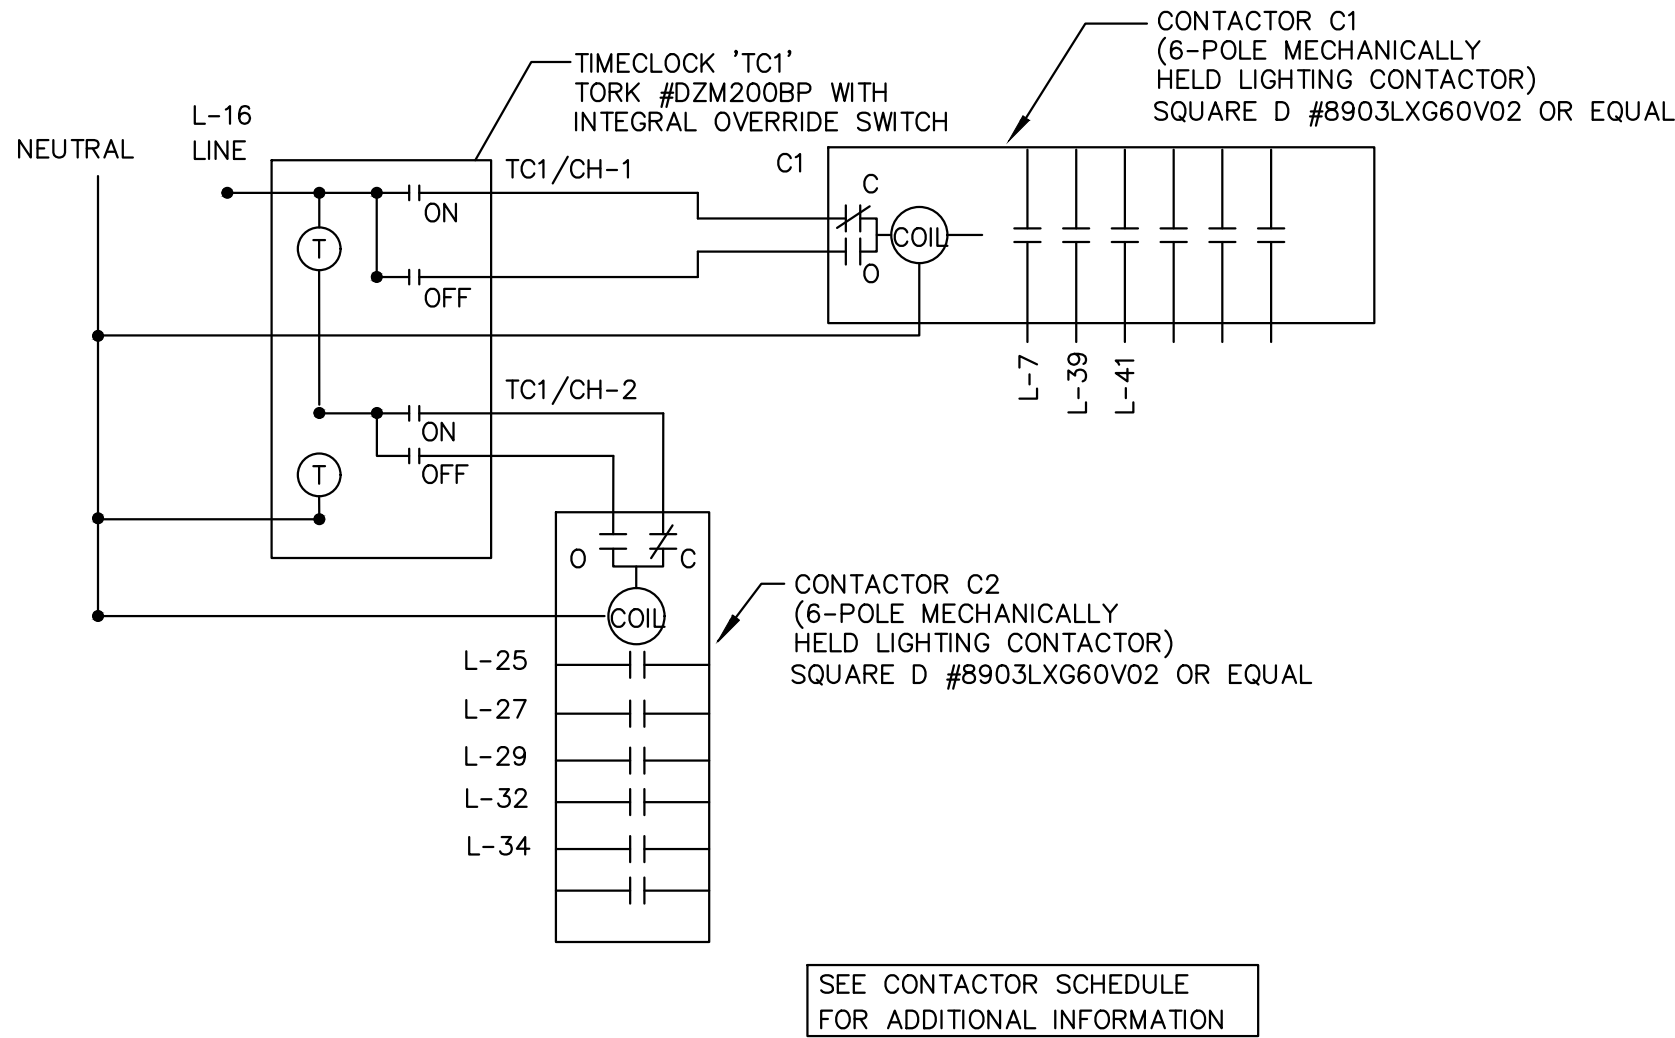 CONTACTOR C1
(6-POLE MECHANICALLY
HELD LIGHTING CONTACTOR)
SQUARE D #8903LXG60V02 OR EQUAL
TIMECLOCK 'TC1'
TORK #DZM200BP WITH
INTEGRAL OVERRIDE SWITCH
L-16
LINE
NEUTRAL
TC1/CH-1
C1
C
ON
T
COIL
O
OFF
L-7
L-39
L-41
TC1/CH-2
ON
OFF
T
O
C
COIL
CONTACTOR C2
(6-POLE MECHANICALLY
HELD LIGHTING CONTACTOR)
SQUARE D #8903LXG60V02 OR EQUAL
L-25
L-27
L-29
L-32
L-34
SEE CONTACTOR SCHEDULE
FOR ADDITIONAL INFORMATION